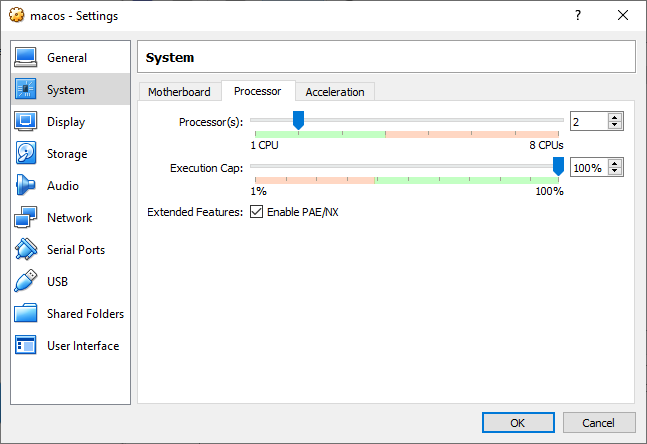 macos - Settings
General
System
Display
Storage
Audio
Network
Serial Ports
USB
Shared Folders
User Interface
System
Motherboard Processor Acceleration
Processor(s): 2
1 CPU 8 CPUs
Execution Cap: 100%
1% 100%
Extended Features: Enable PAE/NX
OK Cancel